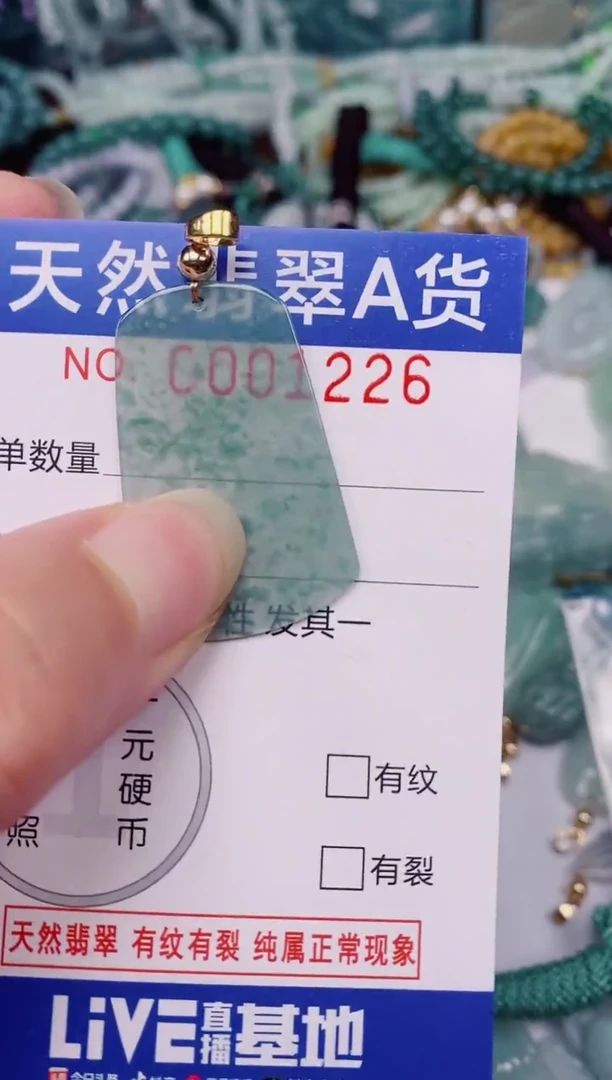 天然翡翠A货
NO. C001226
单数量
性 发其一
元
硬
照 币
有纹
有裂
天然翡翠 有纹有裂 纯属正常现象
LiVE直播基地